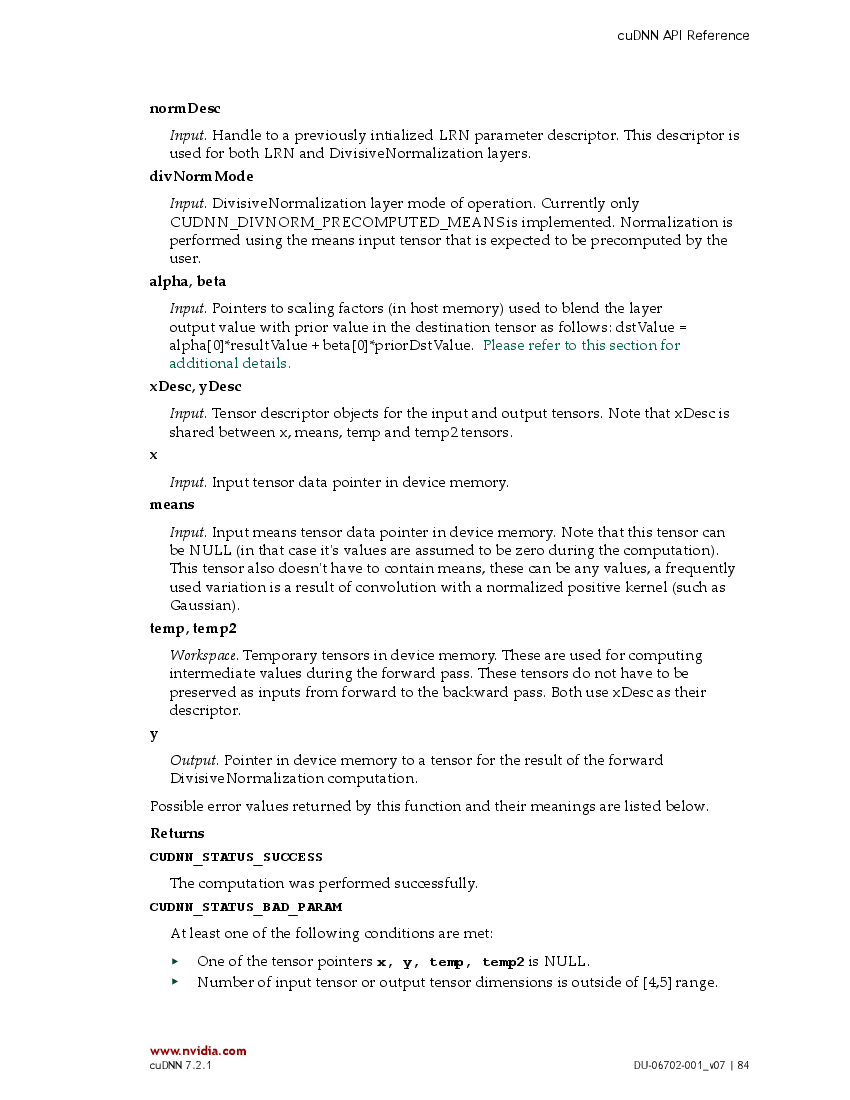 cuDNN API Reference
normDesc
Input. Handle to a previously intialized LRN parameter descriptor. This descriptor is
used for both LRN and DivisiveNormalization layers.
divNormMode
Input. DivisiveNormalization layer mode of operation. Currently only
CUDNN_DIVNORM_PRECOMPUTED_MEANS is implemented. Normalization is
performed using the means input tensor that is expected to be precomputed by the
user.
alpha, beta
Input. Pointers to scaling factors (in host memory) used to blend the layer
output value with prior value in the destination tensor as follows: dstValue =
alpha[0]*resultValue + beta[0]*priorDstValue. Please refer to this section for
additional details.
xDesc, yDesc
Input. Tensor descriptor objects for the input and output tensors. Note that xDesc is
shared between x, means, temp and temp2 tensors.
x
Input. Input tensor data pointer in device memory.
means
Input. Input means tensor data pointer in device memory. Note that this tensor can
be NULL (in that case it's values are assumed to be zero during the computation).
This tensor also doesn't have to contain means, these can be any values, a frequently
used variation is a result of convolution with a normalized positive kernel (such as
Gaussian).
temp, temp2
Workspace. Temporary tensors in device memory. These are used for computing
intermediate values during the forward pass. These tensors do not have to be
preserved as inputs from forward to the backward pass. Both use xDesc as their
descriptor.
y
Output. Pointer in device memory to a tensor for the result of the forward
DivisiveNormalization computation.
Possible error values returned by this function and their meanings are listed below.
Returns
CUDNN_STATUS_SUCCESS
The computation was performed successfully.
CUDNN_STATUS_BAD_PARAM
At least one of the following conditions are met:
▸ One of the tensor pointers x, y, temp, temp2 is NULL.
▸ Number of input tensor or output tensor dimensions is outside of [4,5] range.
www.nvidia.com
cuDNN 7.2.1
DU-06702-001_v07 | 84